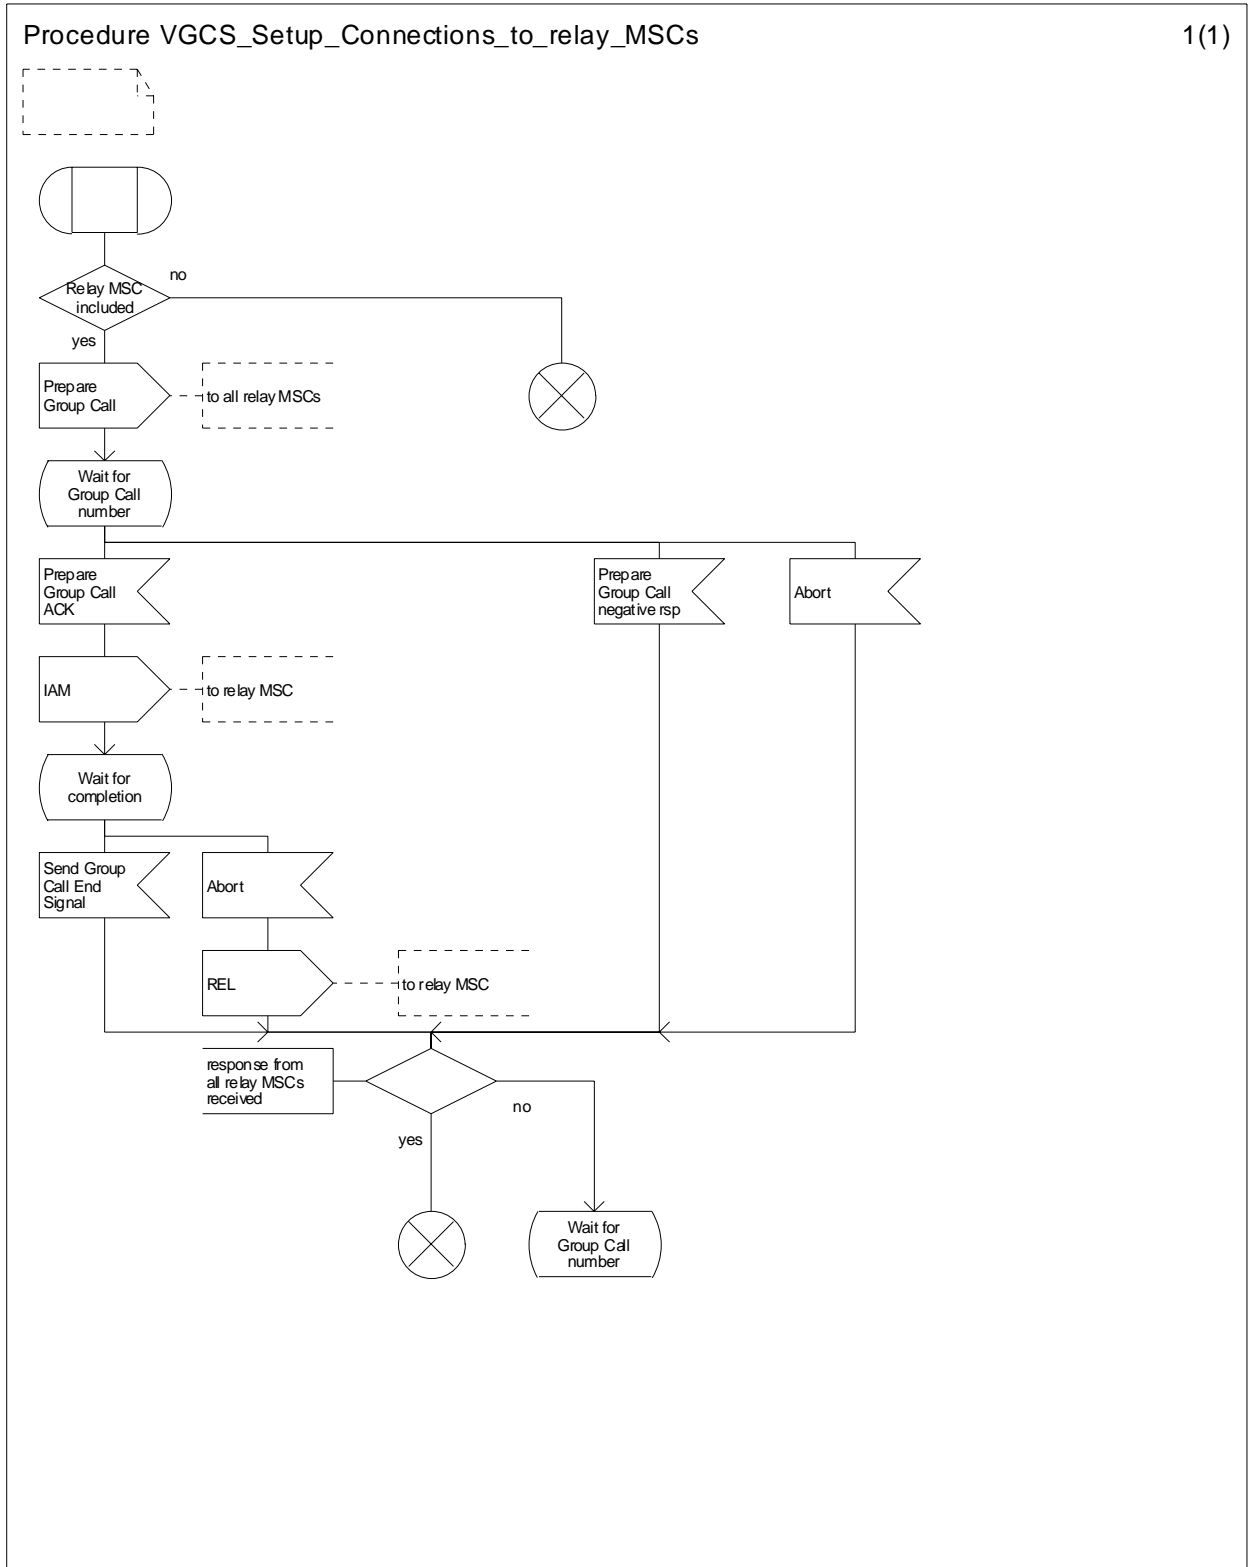 Procedure VGCS_Setup_Connections_to_relay_MSCs
1(1)
Relay MSC
included
no
yes
Prepare
Group Call
to all relay MSCs
Wait for
Group Call
number
Prepare
Group Call
ACK
Prepare
Group Call
negative rsp
Abort
IAM
to relay MSC
Wait for
completion
Send Group
Call End
Signal
Abort
REL
to relay MSC
response from
all relay MSCs
received
no
yes
Wait for
Group Call
number